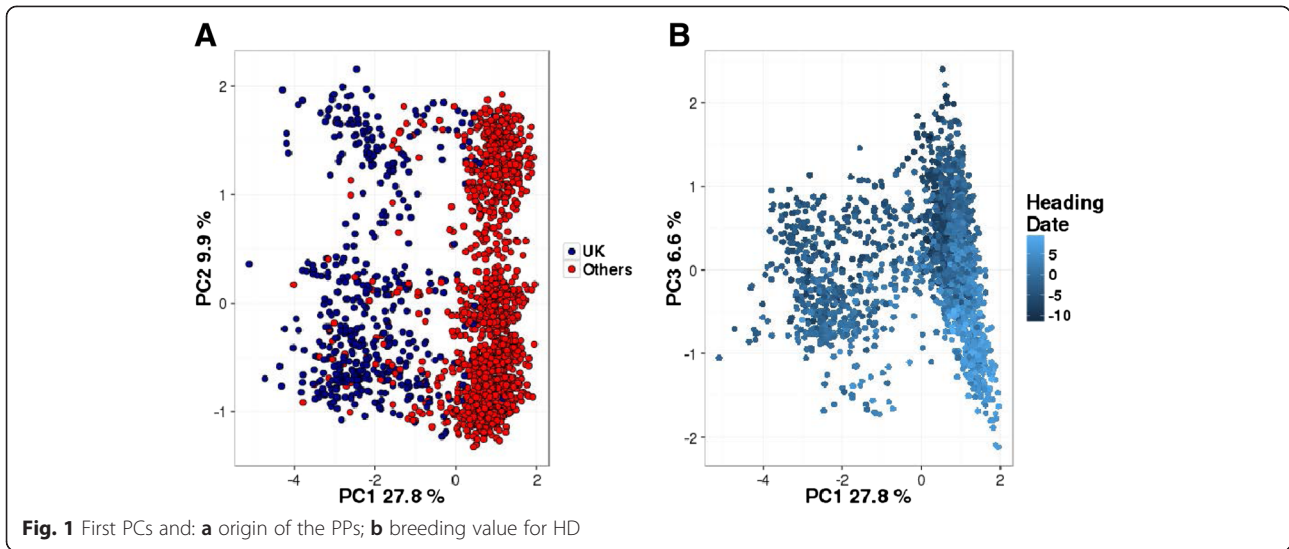 A
PC2 9.9 %
2
1
0
-1
-4
-2
0
2
PC1 27.8 %
UK
Others
B
PC3 6.6 %
2
1
0
-1
-2
-4
-2
0
2
PC1 27.8 %
Heading
Date
5
0
-5
-10
Fig. 1 First PCs and: a origin of the PPs; b breeding value for HD